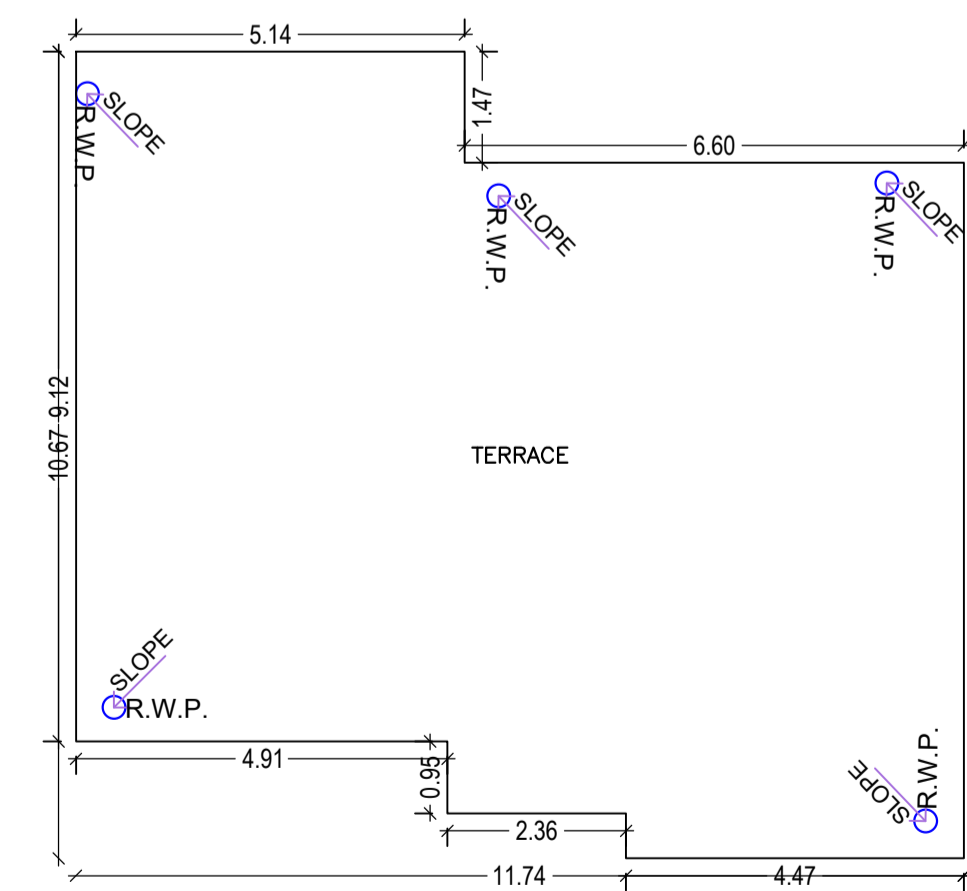 5.14
1.47
6.60
SLOPE
R.W.P.
SLOPE
R.W.P.
SLOPE
R.W.P.
9.12
10.67
TERRACE
SLOPE
R.W.P.
4.91
0.95
2.36
SLOPE
R.W.P.
11.74
4.47